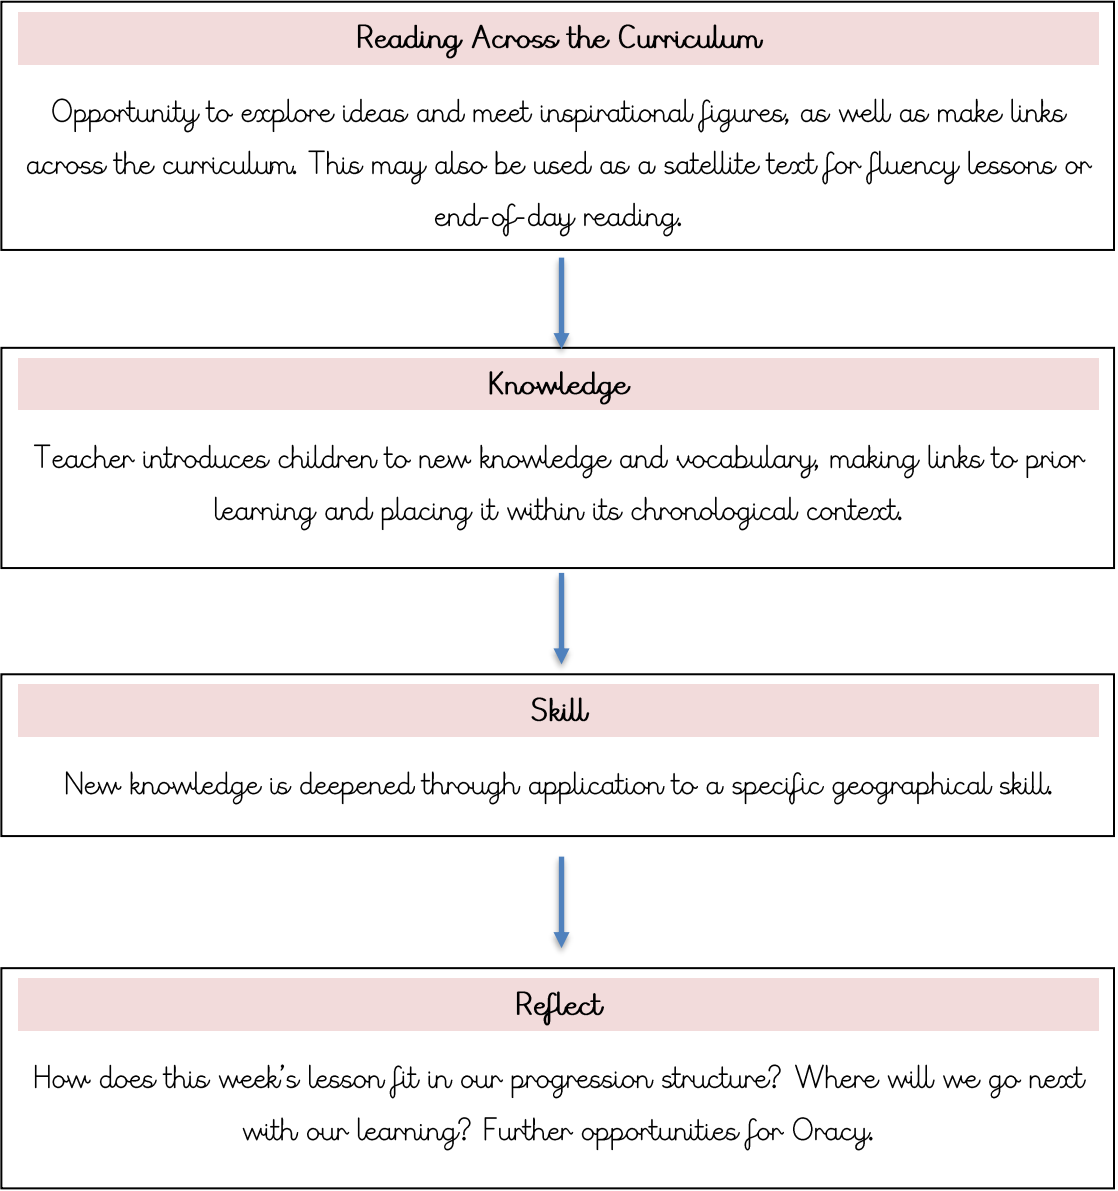 Reading Across the Curriculum
Opportunity to explore ideas and meet inspirational figures, as well as make links
across the curriculum. This may also be used as a satellite text for fluency lessons or
end-of-day reading.
Knowledge
Teacher introduces children to new knowledge and vocabulary, making links to prior
learning and placing it within its chronological context.
Skill
New knowledge is deepened through application to a specific geographical skill.
Reflect
How does this week's lesson fit in our progression structure? Where will we go next
with our learning? Further opportunities for Oracy.